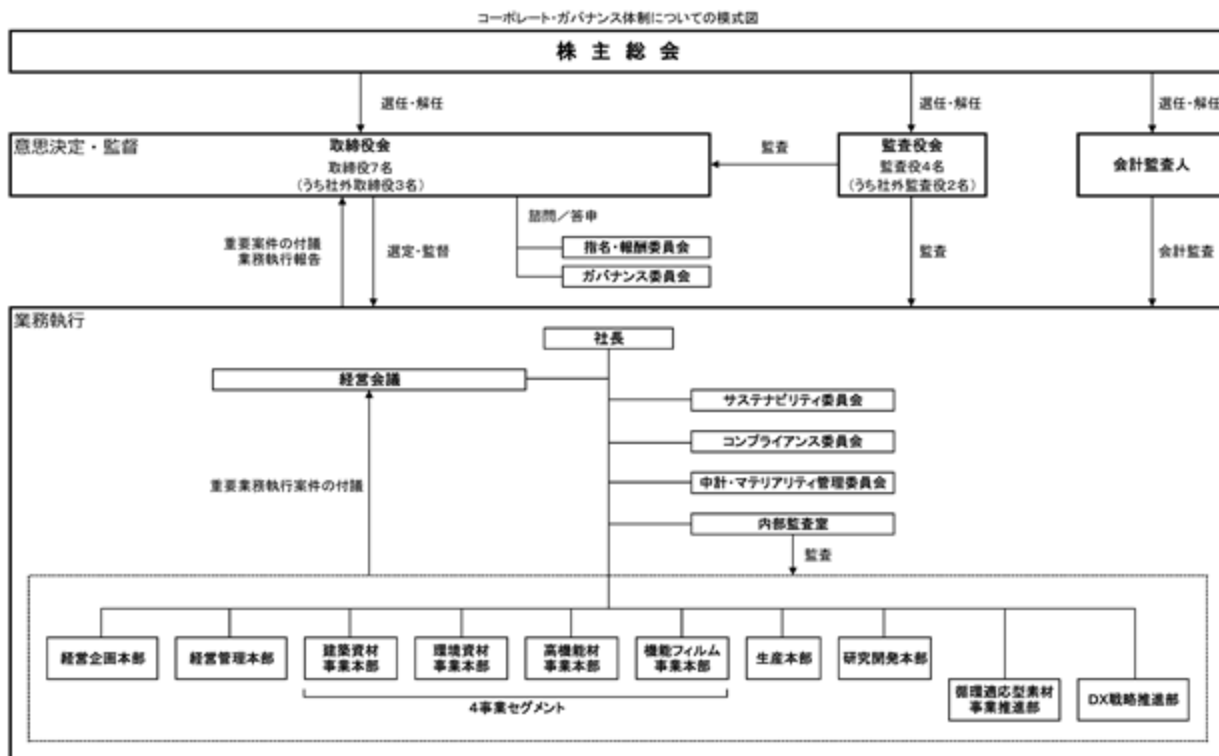 コーポレート・ガバナンス体制についての模式図
株主総会
選任・解任
選任・解任
選任・解任
意思決定・監督
取締役会
取締役7名
(うち社外取締役3名)
監査
監査役会
監査役4名
(うち社外監査役2名)
会計監査人
重要案件の付議
業務執行報告
選定・監督
諮問／答申
指名・報酬委員会
ガバナンス委員会
監査
会計監査
業務執行
社長
経営会議
サステナビリティ委員会
コンプライアンス委員会
中計・マテリアリティ管理委員会
内部監査室
重要業務執行案件の付議
監査
経営企画本部
経営管理本部
建築資材
事業本部
環境資材
事業本部
高機能材
事業本部
機能フィルム
事業本部
生産本部
研究開発本部
循環適応型素材
事業推進部
DX戦略推進部
4事業セグメント